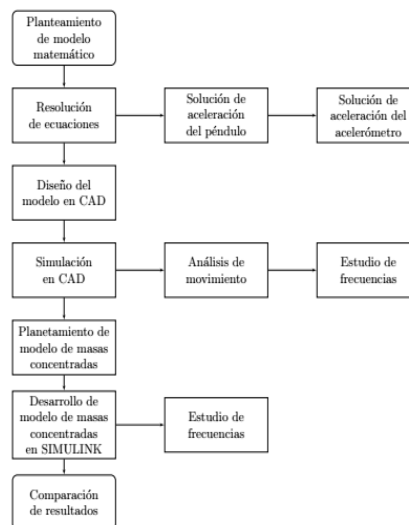 Planteamiento
de modelo
matemático
Resolución
de ecuaciones
Solución de
aceleración
del péndulo
Solución de
aceleración del
acelerómetro
Diseño del
modelo en CAD
Simulación
en CAD
Análisis de
movimiento
Estudio de
frecuencias
Planetamiento de
modelo de masas
concentradas
Desarrollo de
modelo de masas
concentradas
en SIMULINK
Estudio de
frecuencias
Comparación
de resultados